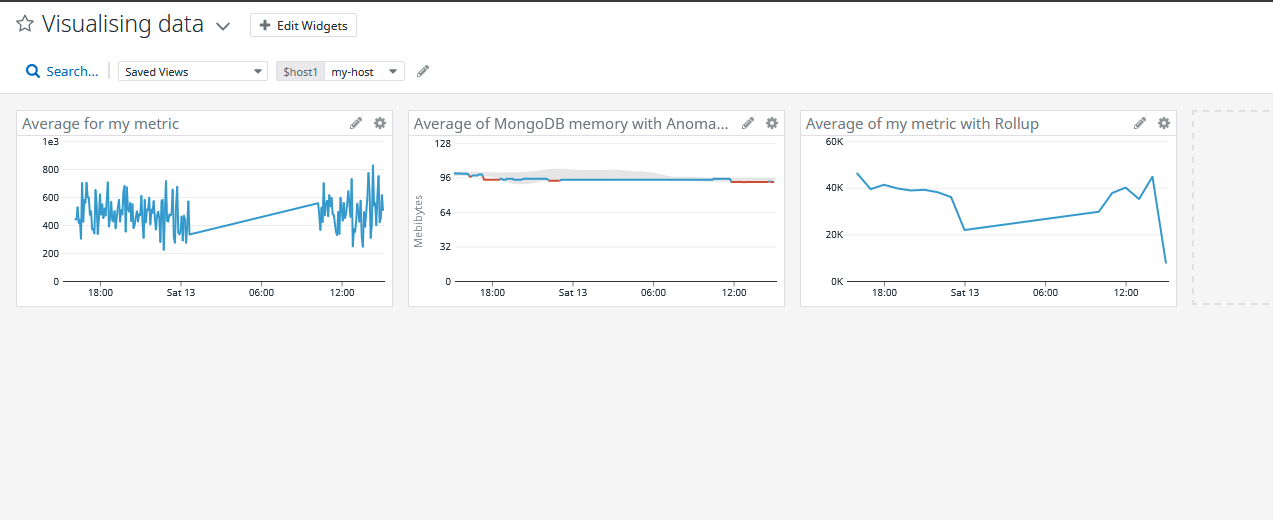 Visualising data
Edit Widgets
Search...
Saved Views
$host1 my-host
Average for my metric
1e3
800
600
400
200
0
18:00 Sat 13 06:00 12:00
Average of MongoDB memory with Anoma...
Mebibytes
128
96
64
32
0
18:00 Sat 13 06:00 12:00
Average of my metric with Rollup
60K
40K
20K
0K
18:00 Sat 13 06:00 12:00